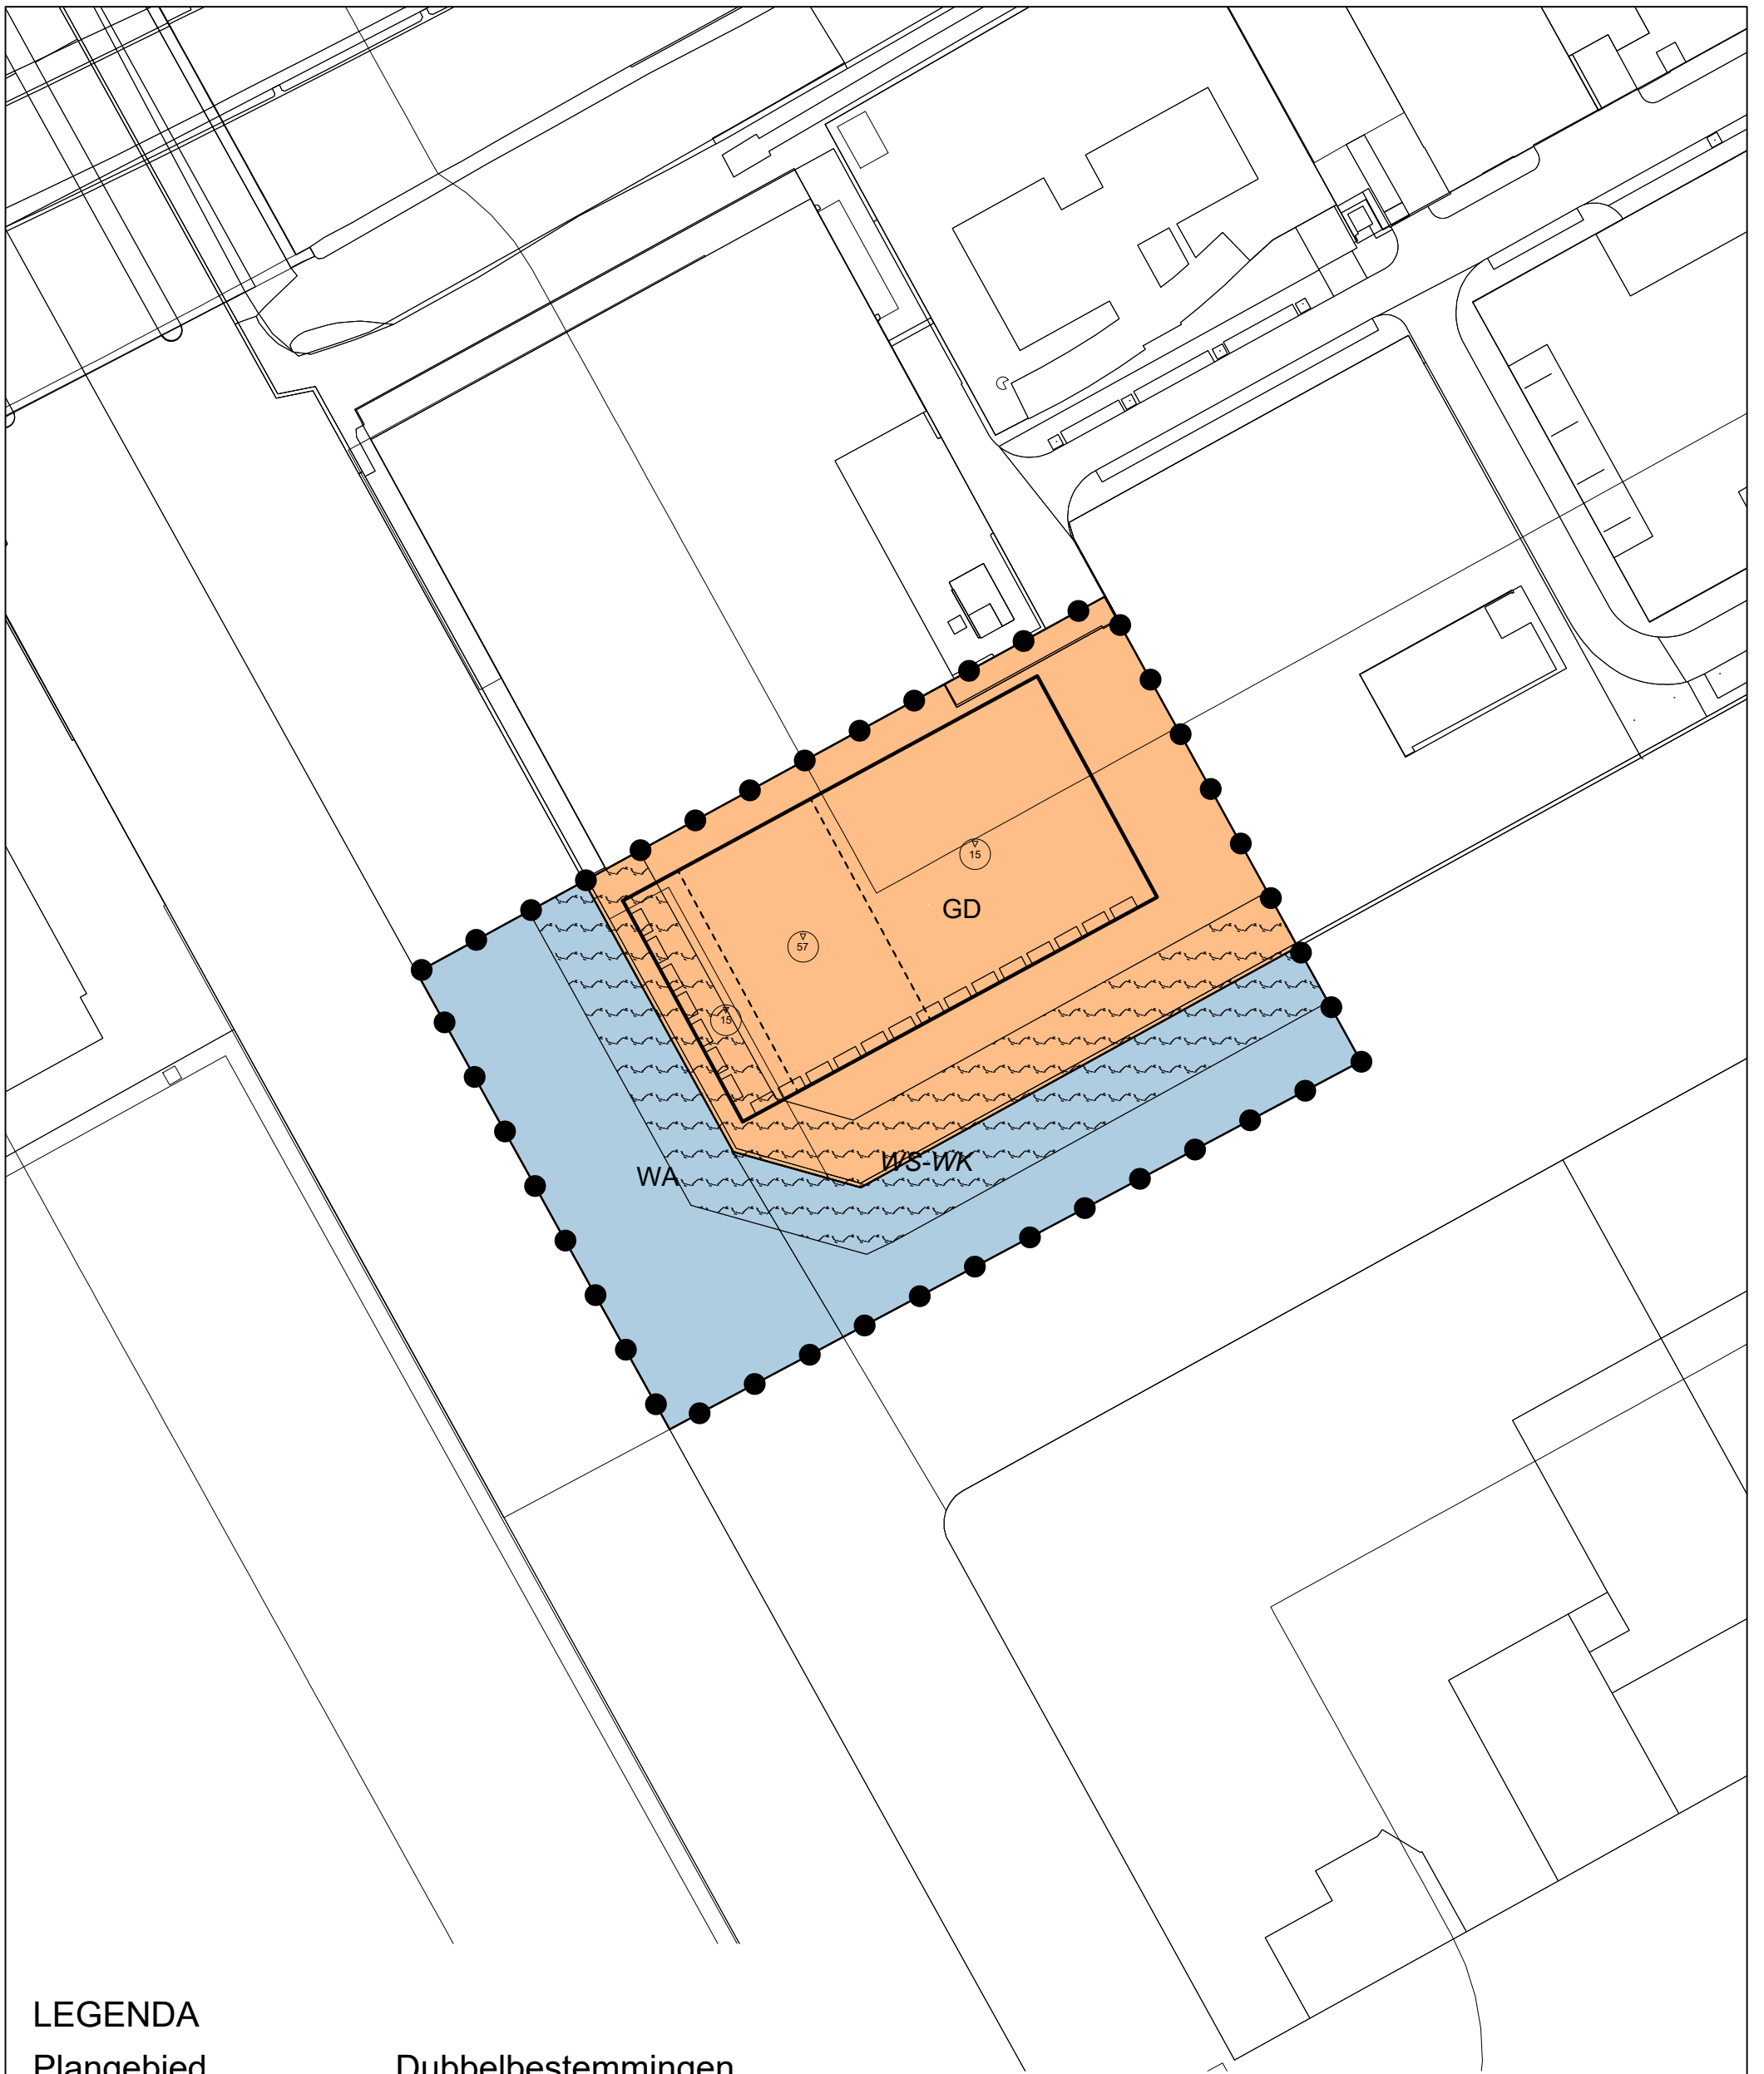 15
GD
57
15
WS-WK
WA
LEGENDA
Plangebied
Dubbelbestemmingen